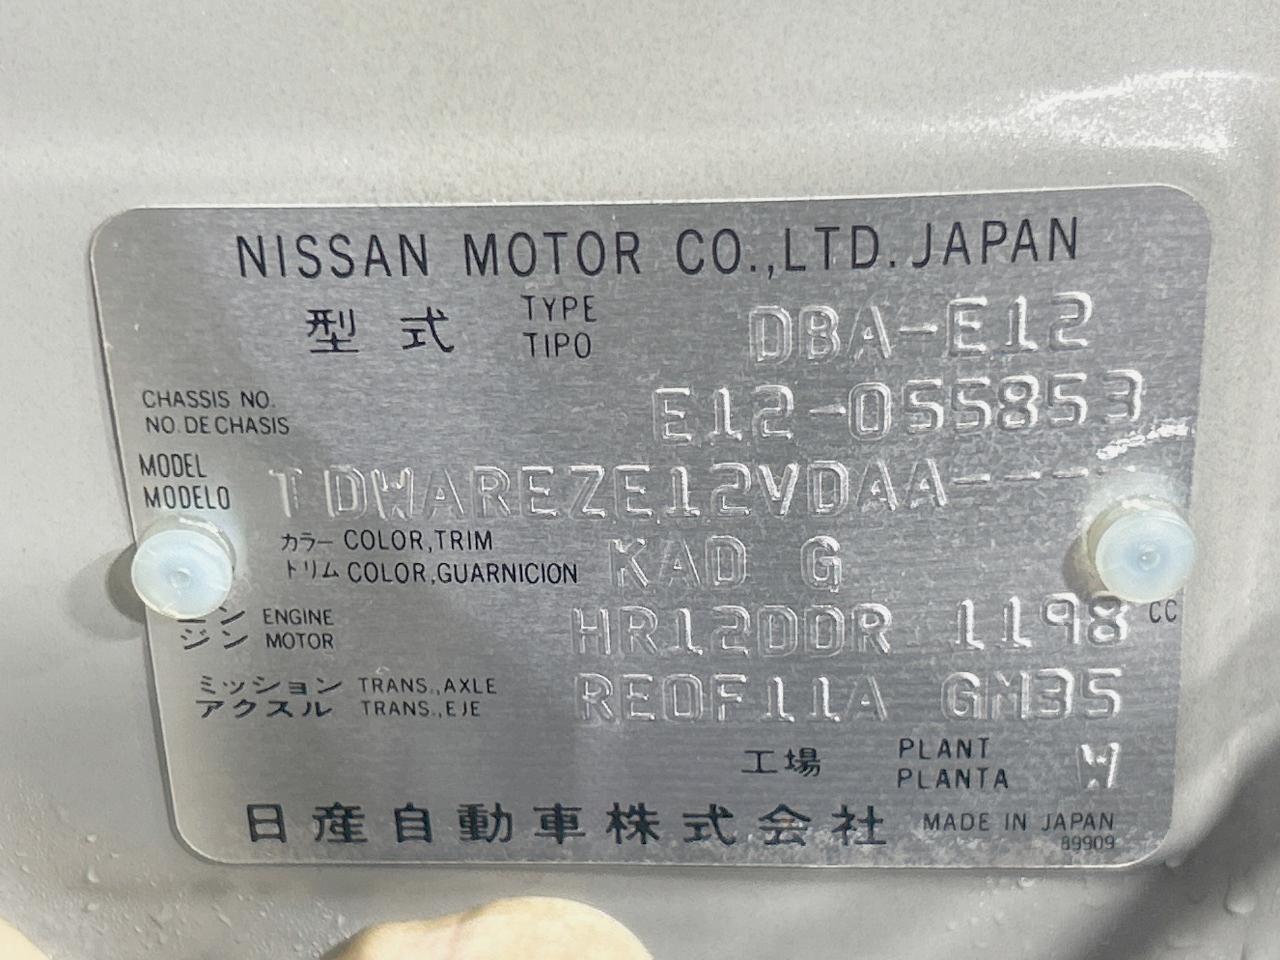 NISSAN MOTOR CO.,LTD. JAPAN
型式 TYPE DBA-E12
TIPO
CHASSIS NO. E12-055853
NO. DE CHASIS
MODEL TDWAREZE12VDAA----
MODELO
カラー COLOR,TRIM KAD G
トリム COLOR,GUARNICION
ン ENGINE HR12DDR 1198 CC
ジン MOTOR
ミッション TRANS.,AXLE RE0F11A GM35
アクスル TRANS.,EJE
工場 PLANT W
PLANTA
日産自動車株式会社 MADE IN JAPAN
89909